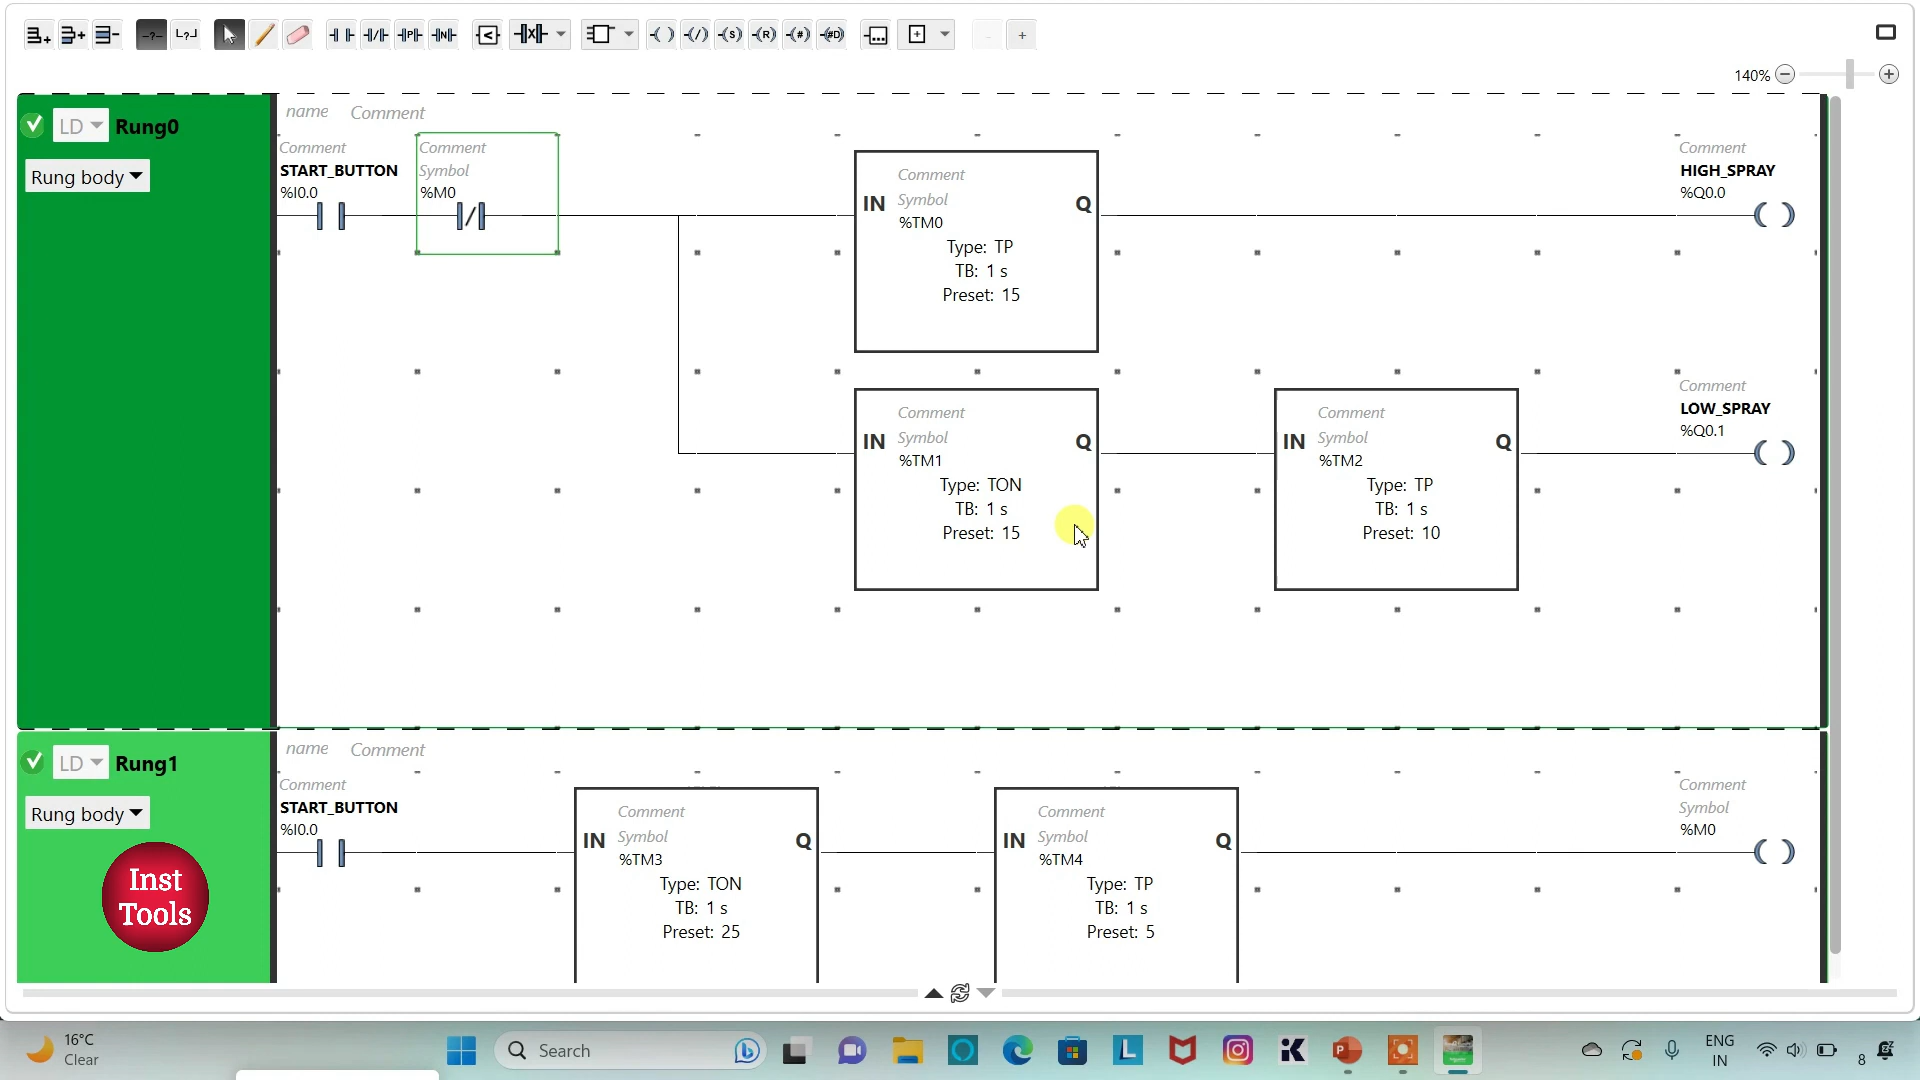 140%
LD Rung0
Rung body
name Comment
Comment
START_BUTTON
%I0.0
Comment
Symbol
%M0
Comment
Symbol
%TM0
IN Q
Type: TP
TB: 1 s
Preset: 15
Comment
HIGH_SPRAY
%Q0.0
Comment
Symbol
%TM1
IN Q
Type: TON
TB: 1 s
Preset: 15
Comment
Symbol
%TM2
IN Q
Type: TP
TB: 1 s
Preset: 10
Comment
LOW_SPRAY
%Q0.1
LD Rung1
Rung body
Inst
Tools
name Comment
Comment
START_BUTTON
%I0.0
Comment
Symbol
%TM3
IN Q
Type: TON
TB: 1 s
Preset: 25
Comment
Symbol
%TM4
IN Q
Type: TP
TB: 1 s
Preset: 5
Comment
Symbol
%M0
16°C
Clear
Search
ENG
IN
8